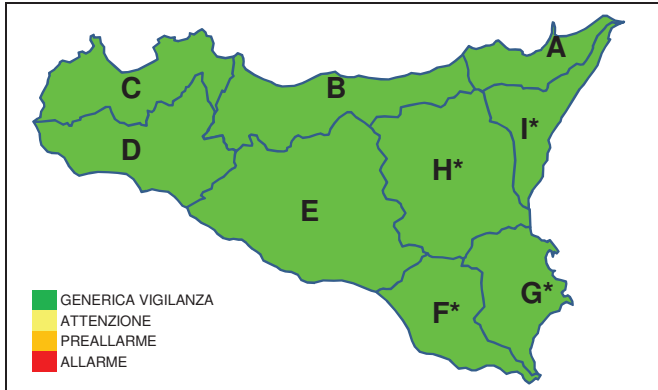 A
B
C
I*
D
H*
E
G*
F*
GENERICA VIGILANZA
ATTENZIONE
PREALLARME
ALLARME